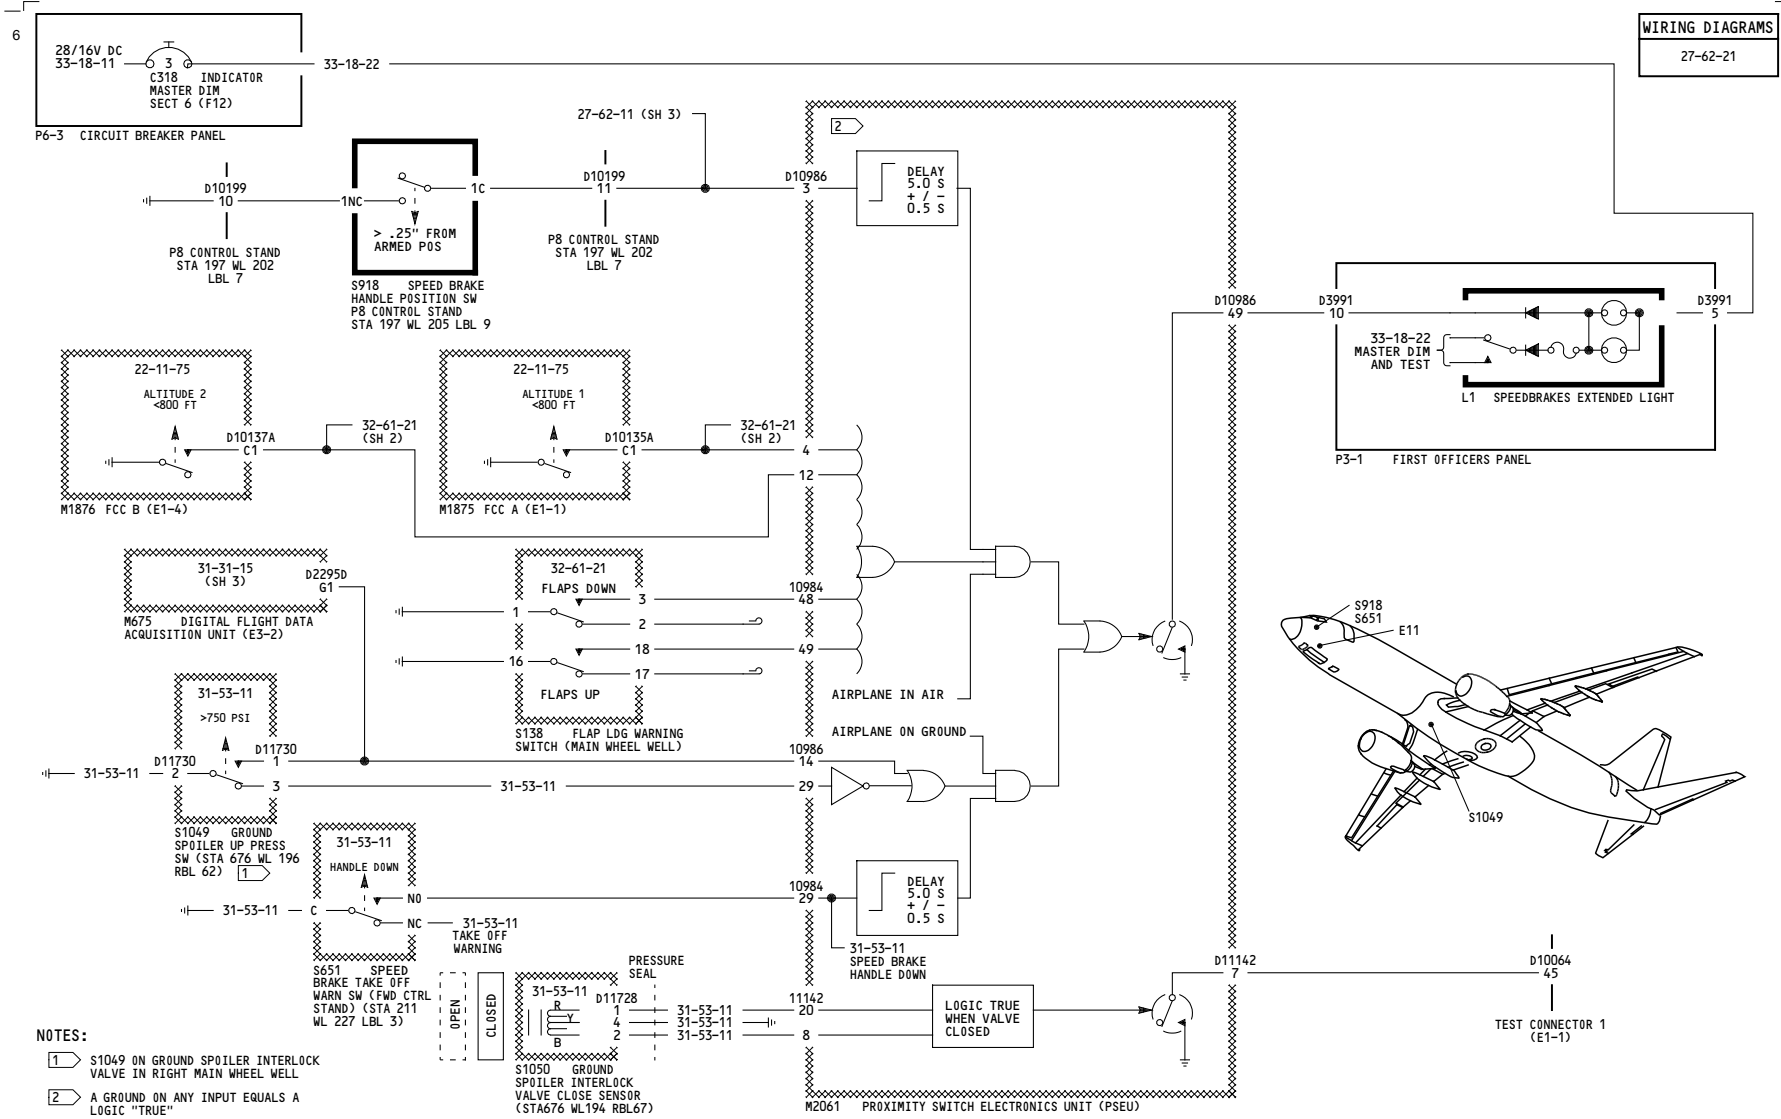 6
WIRING DIAGRAMS
27-62-21
28/16V DC
33-18-11
3
C318 INDICATOR
MASTER DIM
SECT 6 (F12)
33-18-22
P6-3 CIRCUIT BREAKER PANEL
27-62-11 (SH 3)
2
D10199
10
P8 CONTROL STAND
STA 197 WL 202
LBL 7
1NC
1C
> .25" FROM
ARMED POS
S918 SPEED BRAKE
HANDLE POSITION SW
P8 CONTROL STAND
STA 197 WL 205 LBL 9
D10199
11
P8 CONTROL STAND
STA 197 WL 202
LBL 7
D10986
3
DELAY
5.0 S
+ / -
0.5 S
D10986
49
D3991
10
D3991
5
33-18-22
MASTER DIM
AND TEST
L1 SPEEDBRAKES EXTENDED LIGHT
P3-1 FIRST OFFICERS PANEL
22-11-75
ALTITUDE 2
<800 FT
D10137A
C1
32-61-21
(SH 2)
M1876 FCC B (E1-4)
22-11-75
ALTITUDE 1
<800 FT
D10135A
C1
32-61-21
(SH 2)
M1875 FCC A (E1-1)
4
12
31-31-15
(SH 3)
D2295D
G1
M675 DIGITAL FLIGHT DATA
ACQUISITION UNIT (E3-2)
32-61-21
FLAPS DOWN
1
3
2
16
18
17
FLAPS UP
S138 FLAP LDG WARNING
SWITCH (MAIN WHEEL WELL)
10984
48
49
AIRPLANE IN AIR
AIRPLANE ON GROUND
S918
S651
E11
S1049
31-53-11
>750 PSI
D11730
1
D11730
31-53-11
2
3
31-53-11
10986
14
29
S1049 GROUND
SPOILER UP PRESS
SW (STA 676 WL 196
RBL 62)
1
31-53-11
HANDLE DOWN
31-53-11
C
NO
NC
31-53-11
TAKE OFF
WARNING
S651 SPEED
BRAKE TAKE OFF
WARN SW (FWD CTRL
STAND) (STA 211
WL 227 LBL 3)
10984
29
DELAY
5.0 S
+ / -
0.5 S
31-53-11
SPEED BRAKE
HANDLE DOWN
OPEN
CLOSED
31-53-11
R
Y
B
D11728
1
4
2
PRESSURE
SEAL
31-53-11
31-53-11
31-53-11
11142
20
8
S1050 GROUND
SPOILER INTERLOCK
VALVE CLOSE SENSOR
(STA676 WL194 RBL67)
LOGIC TRUE
WHEN VALVE
CLOSED
D11142
7
D10064
45
TEST CONNECTOR 1
(E1-1)
M2061 PROXIMITY SWITCH ELECTRONICS UNIT (PSEU)
NOTES:
1 S1049 ON GROUND SPOILER INTERLOCK
VALVE IN RIGHT MAIN WHEEL WELL
2 A GROUND ON ANY INPUT EQUALS A
LOGIC "TRUE"